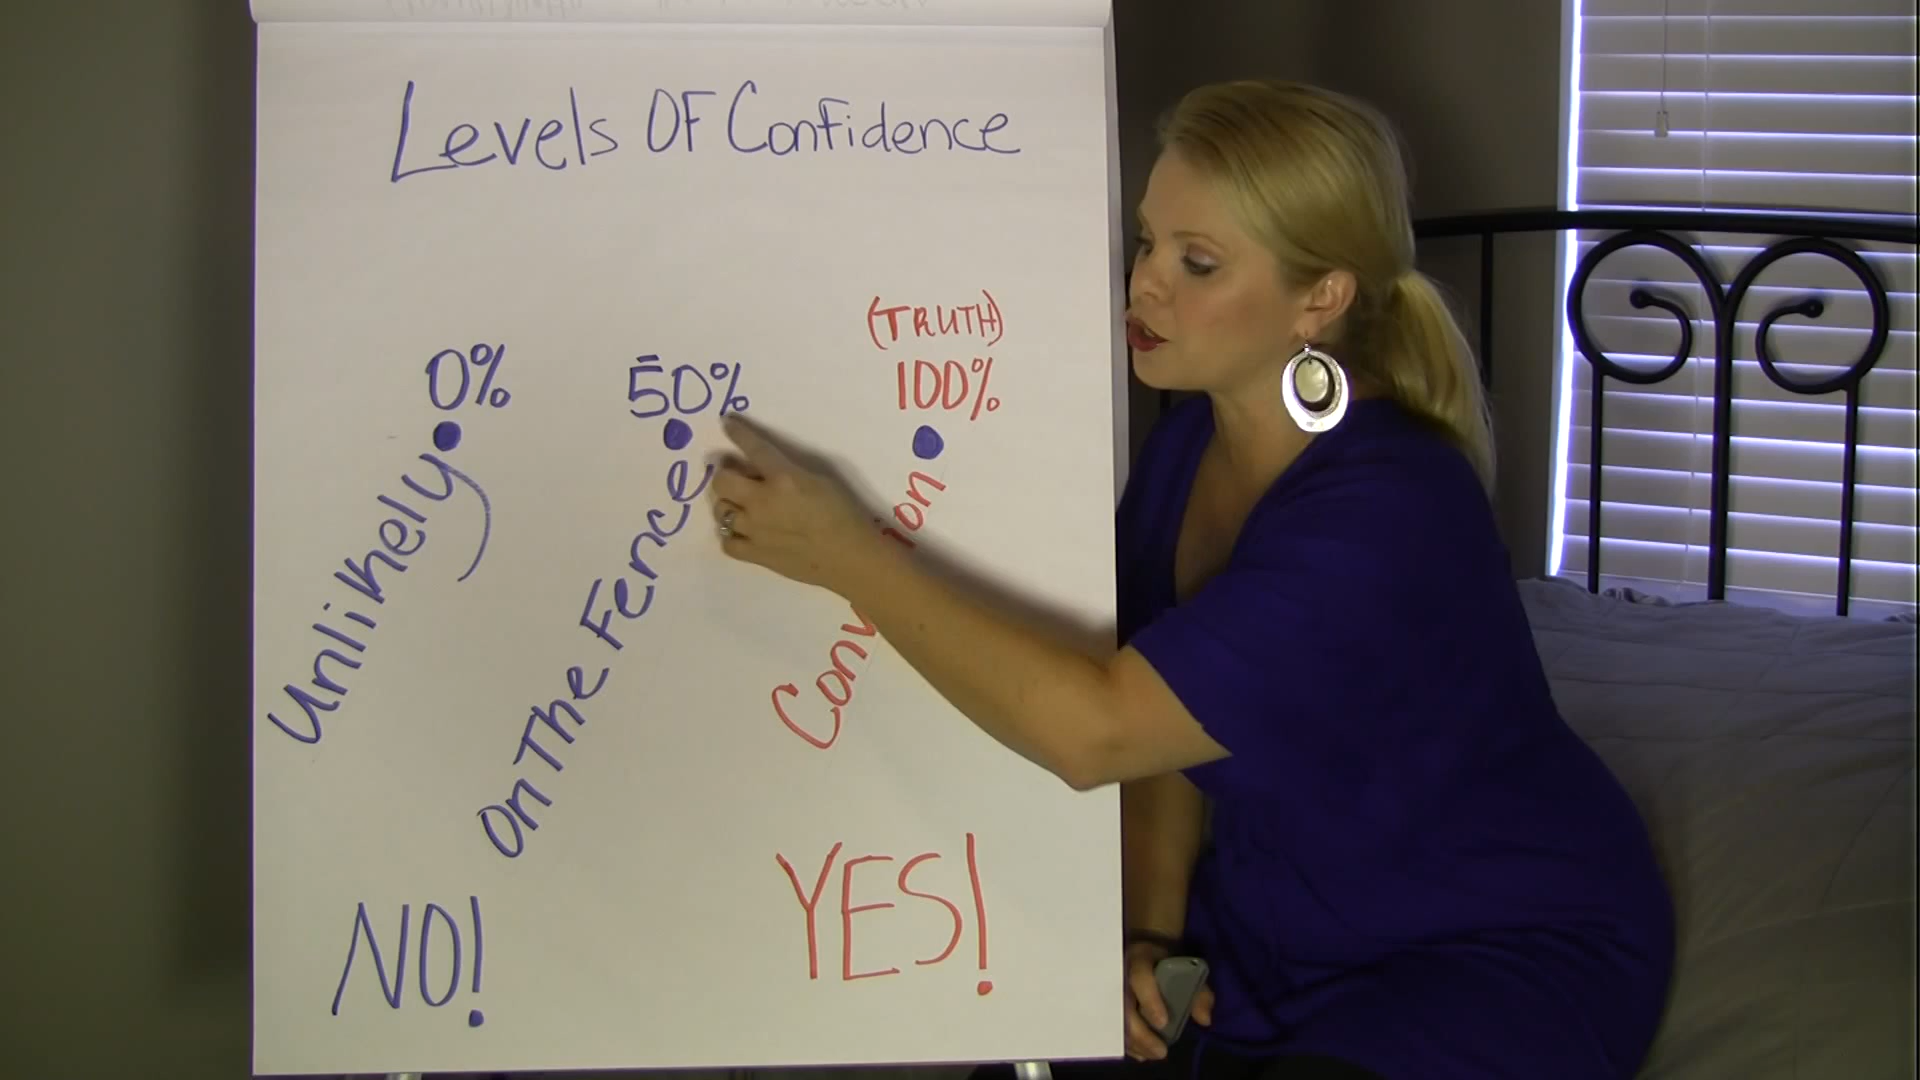 Levels OF Confidence
(TRUTH)
0% 50% 100%
Unlikely
On The Fence
NO! YES!